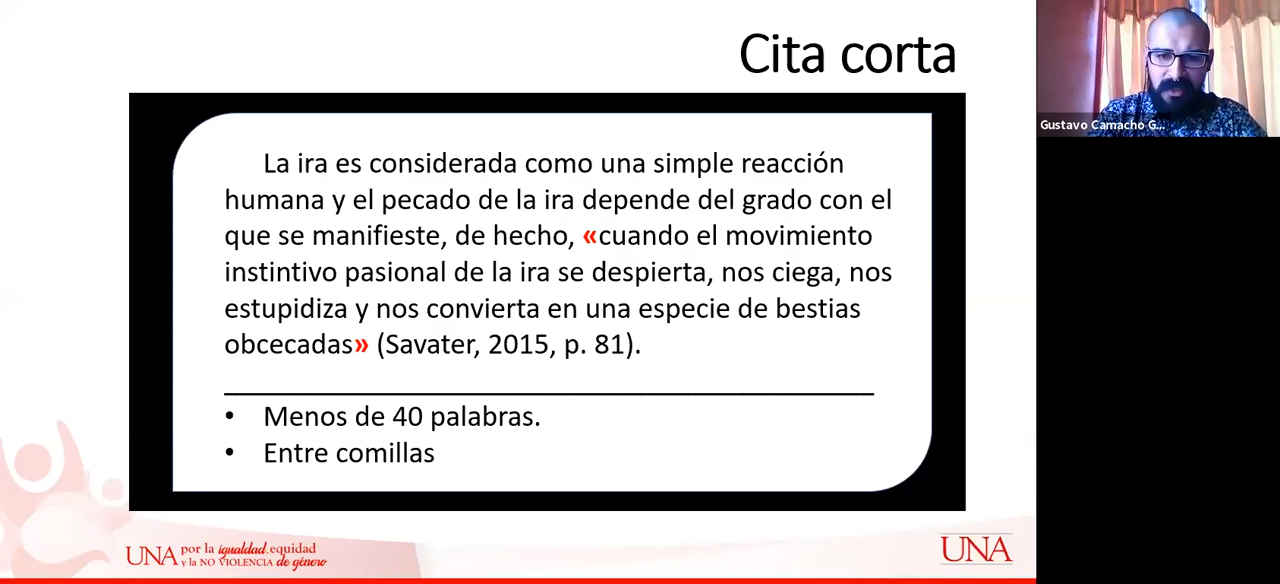 Cita corta
La ira es considerada como una simple reacción
humana y el pecado de la ira depende del grado con el
que se manifieste, de hecho, «cuando el movimiento
instintivo pasional de la ira se despierta, nos ciega, nos
estupidiza y nos convierta en una especie de bestias
obcecadas» (Savater, 2015, p. 81).
• Menos de 40 palabras.
• Entre comillas
UNA por la igualdad, equidad
y la NO VIOLENCIA de género
UNA
Gustavo Camacho G...